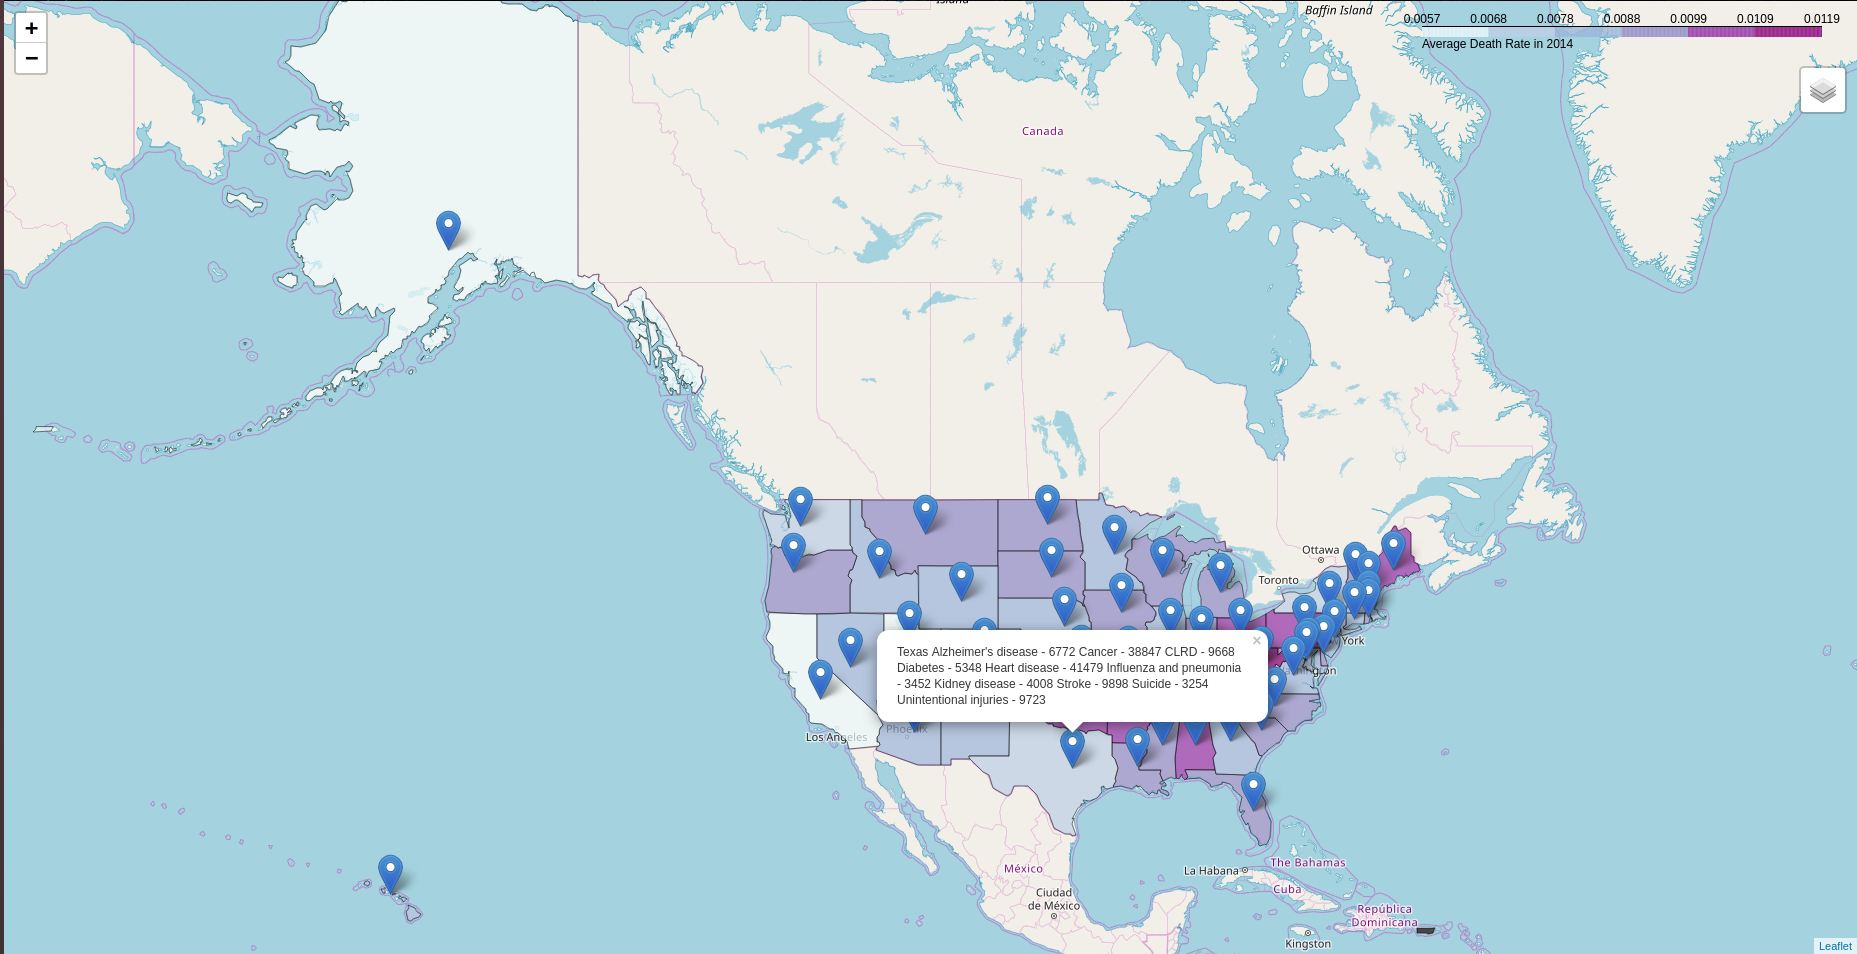 Island
Baffin Island
+
−
0.0057 0.0068 0.0078 0.0088 0.0099 0.0109 0.0119
Average Death Rate in 2014
Canada
Ottawa
Toronto
York
Texas Alzheimer's disease - 6772 Cancer - 38847 CLRD - 9668
Diabetes - 5348 Heart disease - 41479 Influenza and pneumonia
- 3452 Kidney disease - 4008 Stroke - 9898 Suicide - 3254
Unintentional injuries - 9723
×
Los Angeles
Phoenix
México
Ciudad
de México
La Habana
The Bahamas
Cuba
República
Dominicana
Kingston
Leaflet